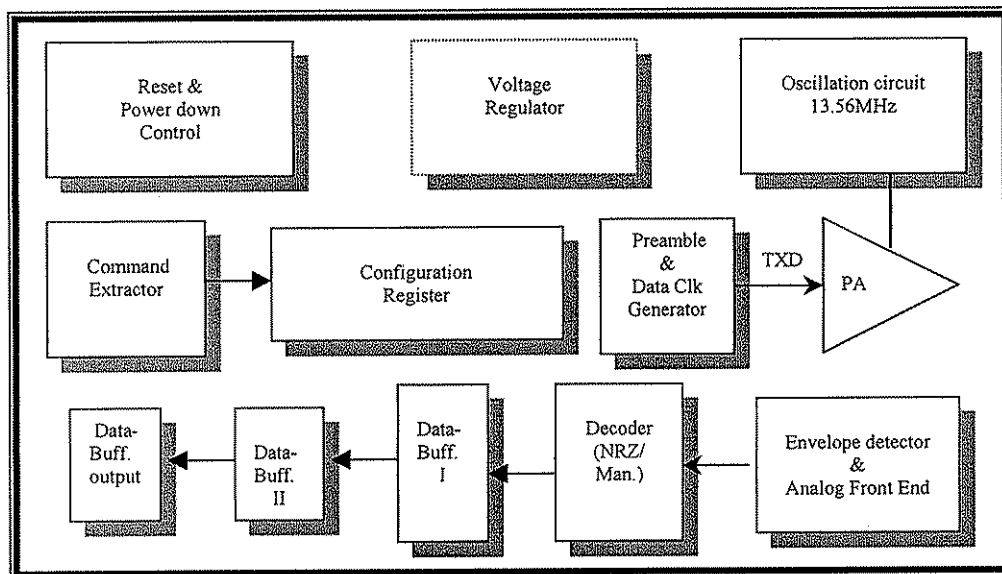 Reset &
Power down
Control
Voltage
Regulator
Oscillation circuit
13.56MHz
Command
Extractor
Configuration
Register
Preamble
&
Data Clk
Generator
TXD
PA
Data-
Buff.
output
Data-
Buff.
II
Data-
Buff.
I
Decoder
(NRZ/
Man.)
Envelope detector
&
Analog Front End